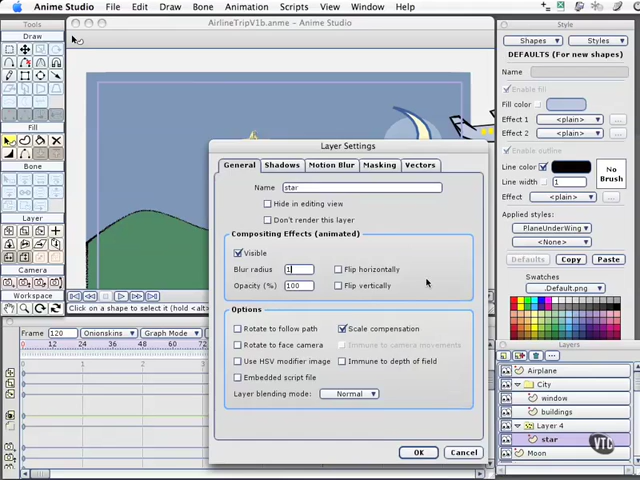 Anime Studio File Edit Draw Bone Animation Script View Window Help
AirlineTripV1b.anme - Anime Studio
Tools
Draw
Fill
Bone
Layer
Camera
Workspace
Layer Settings
General Shadows Motion Blur Masking Vectors
Name star
Hide in editing view
Don't render this layer
Compositing Effects (animated)
Visible
Blur radius 1 Flip horizontally
Opacity (%) 100 Flip vertically
Options
Rotate to follow path Scale compensation
Rotate to face camera Immune to camera movements
Use HSV modifier image Immune to depth of field
Embedded script file
Layer blending mode: Normal
OK Cancel
Click on a shape to select it (hold <alt>
Frame 120 Onionskins Graph Mode
0 12 24 36 48 60 72
Style
Shapes Styles
DEFAULTS (For new shapes)
Name
Enable fill
Fill color
Effect 1 <plain> ...
Effect 2 <plain> ...
Enable outline
Line color
Line width 1
No
Brush
Effect <plain> ...
Applied styles:
PlaneUnderWing
<None>
Defaults Copy Paste
Swatches
.Default.png
Layers
Airplane
City
window
buildings
Layer 4
star
Moon
VTC